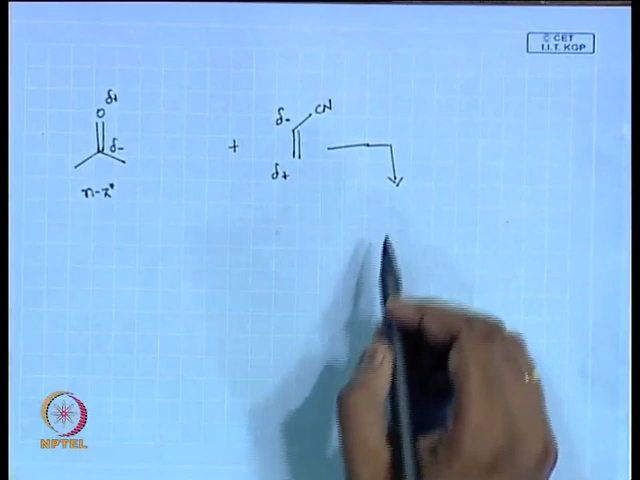 © CET
I.I.T. KGP
δ+
O
δ-
n-π*
+
δ-
CN
δ+
NPTEL